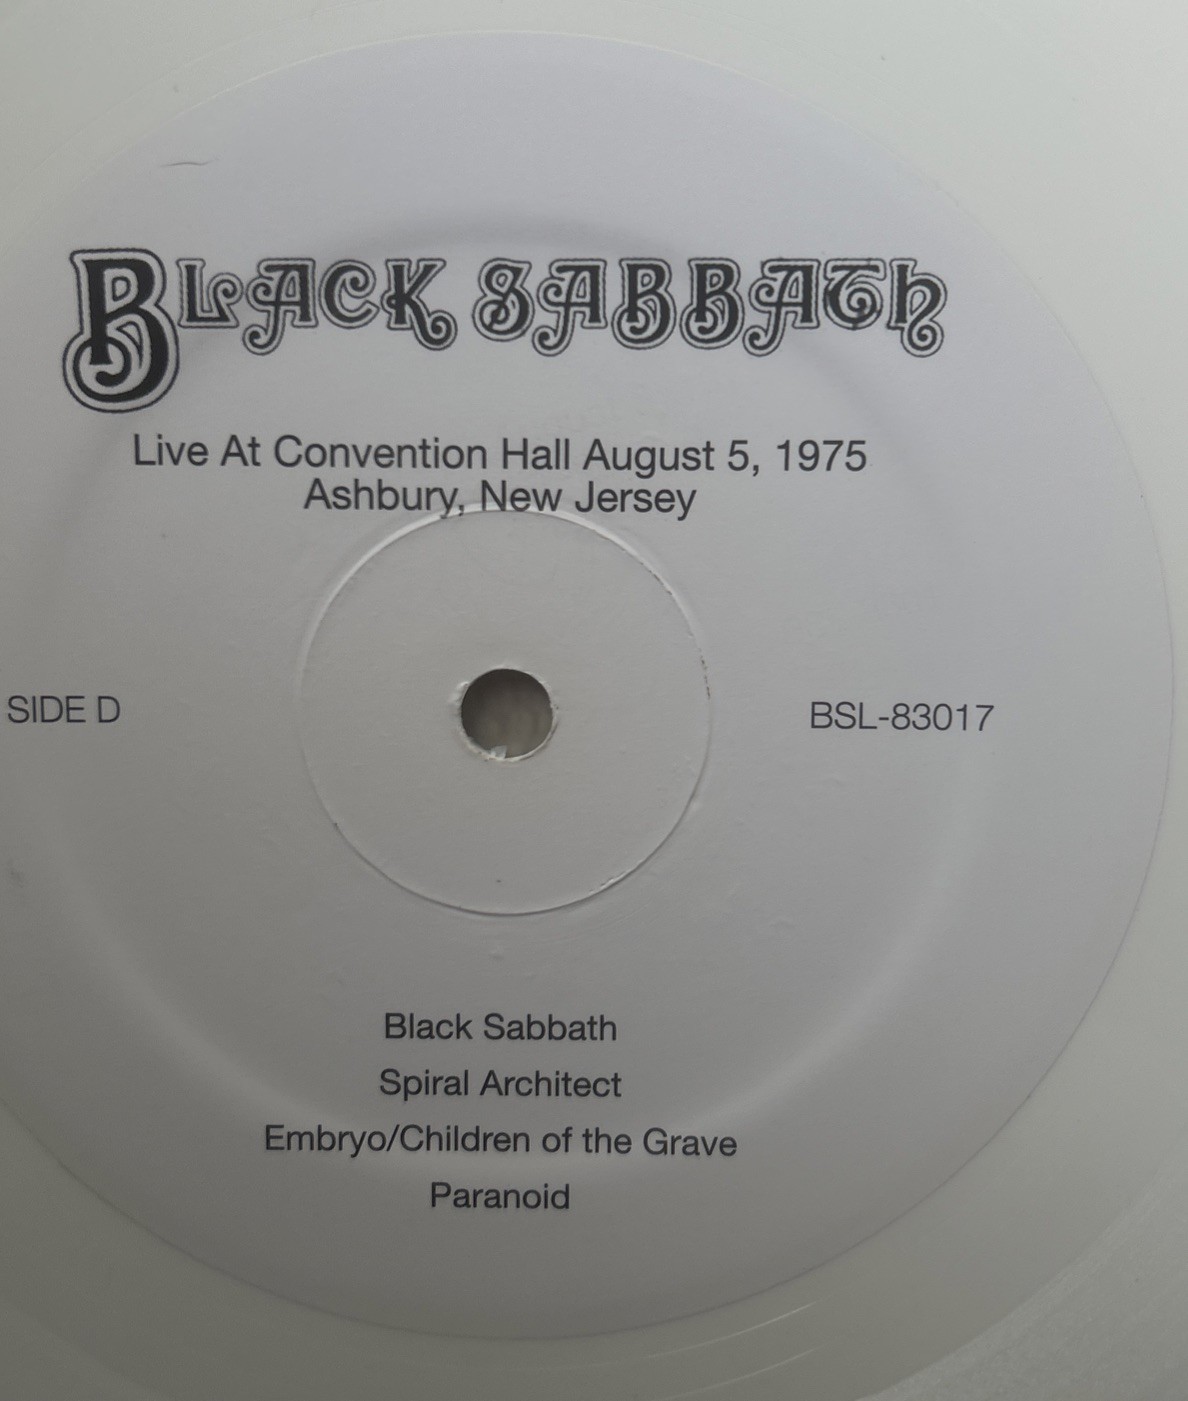 BLACK SABBATH
Live At Convention Hall August 5, 1975
Ashbury, New Jersey
SIDE D
BSL-83017
Black Sabbath
Spiral Architect
Embryo/Children of the Grave
Paranoid